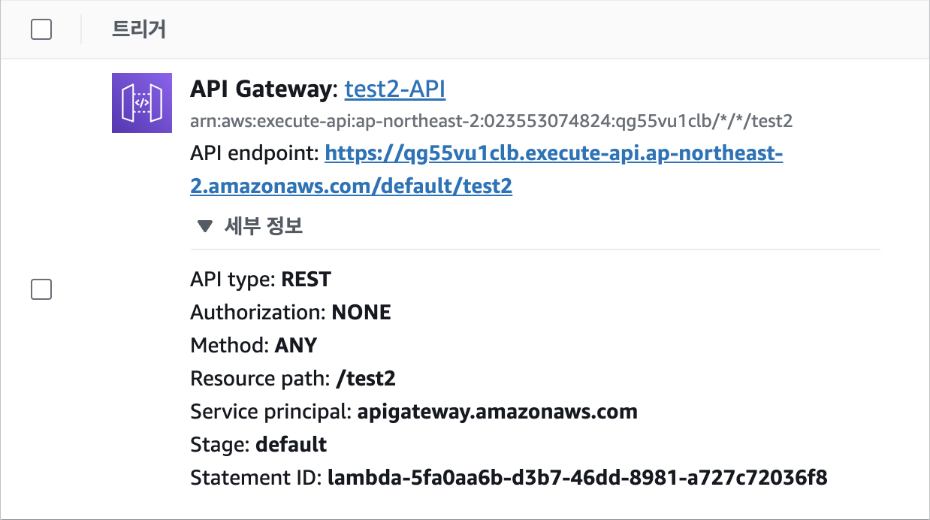 트리거
API Gateway: test2-API
arn:aws:execute-api:ap-northeast-2:023553074824:qg55vu1clb/*/*/test2
API endpoint: https://qg55vu1clb.execute-api.ap-northeast-
2.amazonaws.com/default/test2
▼ 세부 정보
API type: REST
Authorization: NONE
Method: ANY
Resource path: /test2
Service principal: apigateway.amazonaws.com
Stage: default
Statement ID: lambda-5fa0aa6b-d3b7-46dd-8981-a727c72036f8